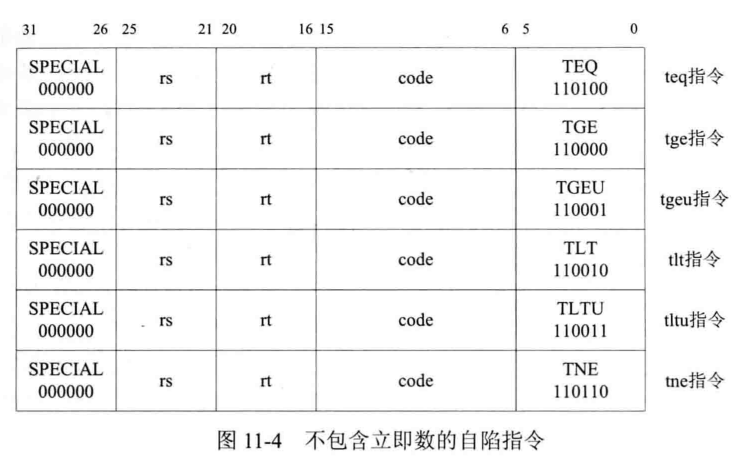 31 26 25 21 20 16 15 6 5 0
SPECIAL 000000 rs rt code TEQ 110100 teq指令
SPECIAL 000000 rs rt code TGE 110000 tge指令
SPECIAL 000000 rs rt code TGEU 110001 tgeu指令
SPECIAL 000000 rs rt code TLT 110010 tlt指令
SPECIAL 000000 rs rt code TLTU 110011 tltu指令
SPECIAL 000000 rs rt code TNE 110110 tne指令
图 11-4 不包含立即数的自陷指令